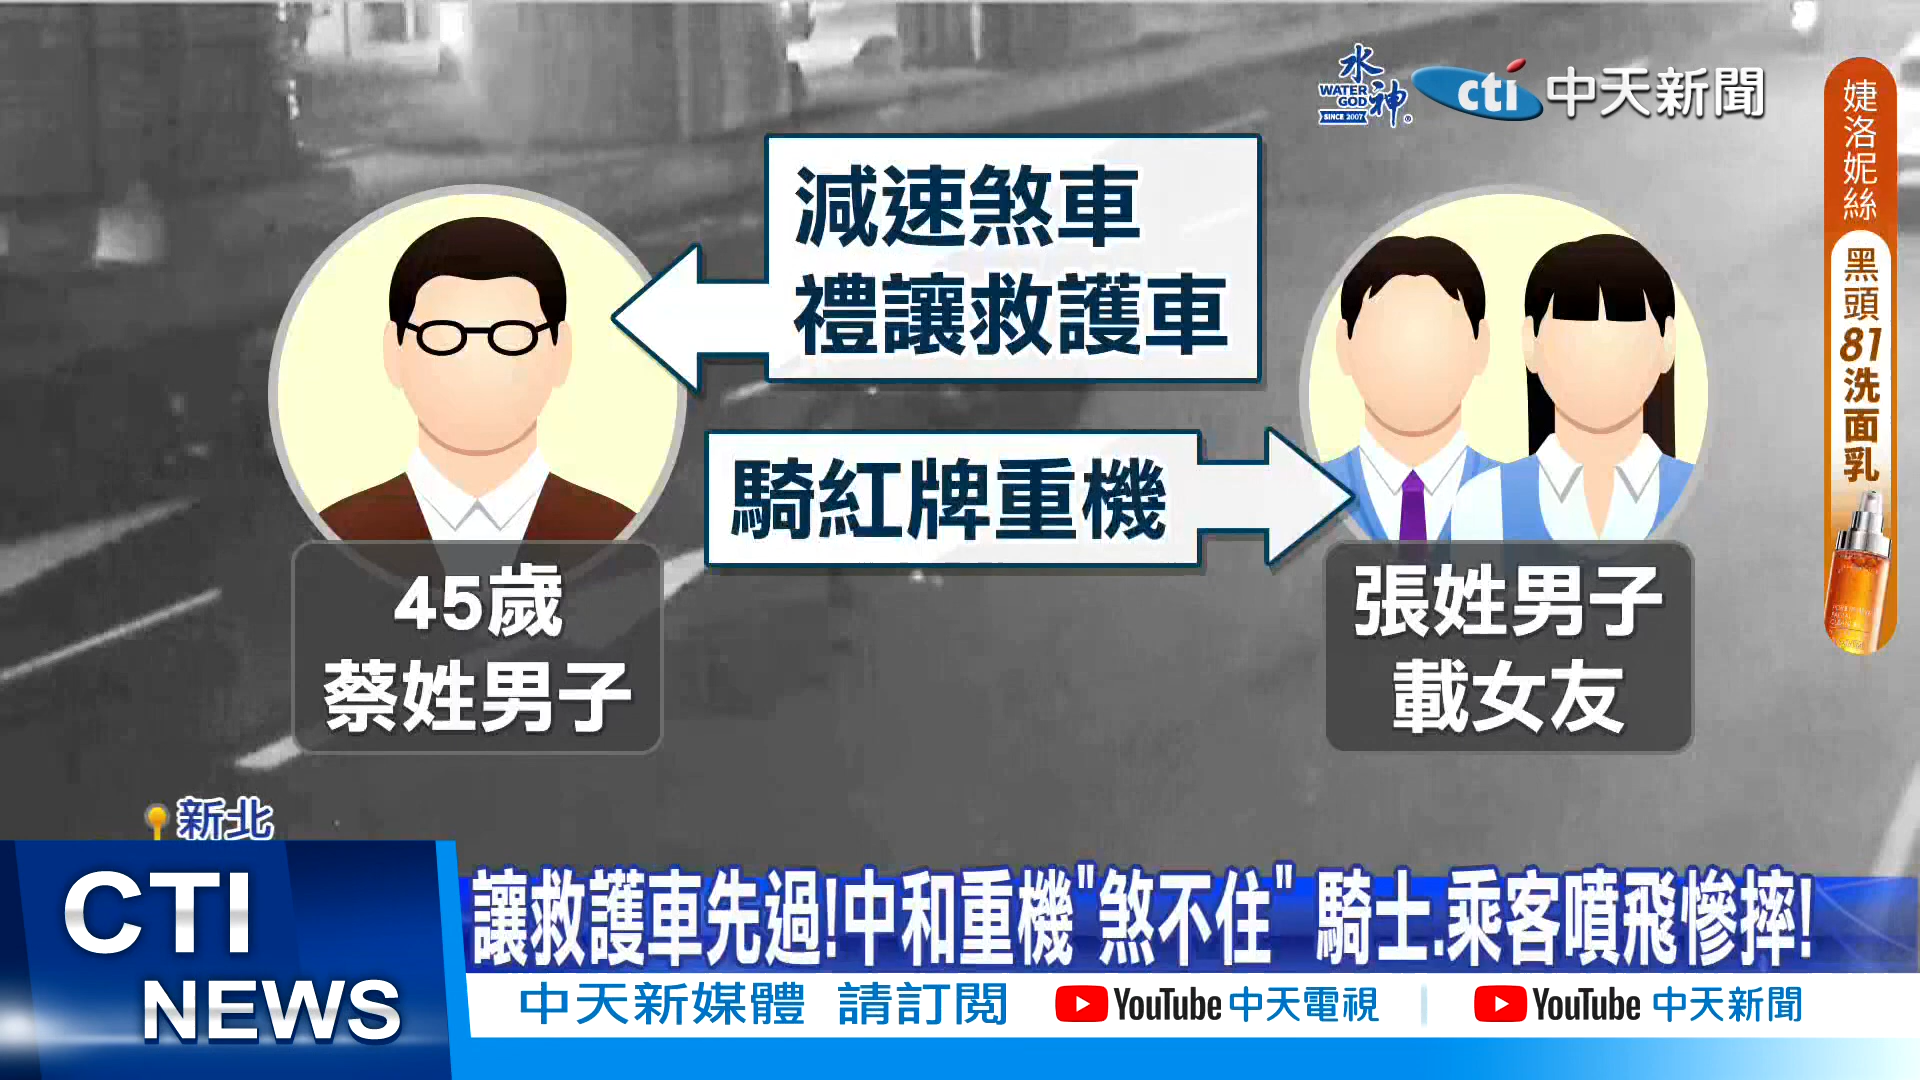 水神
WATER
GOD
SINCE 2007
cti 中天新聞
減速煞車
禮讓救護車
騎紅牌重機
45歲
蔡姓男子
張姓男子
載女友
婕洛妮絲
黑頭81洗面乳
新北
CTI
NEWS
讓救護車先過!中和重機"煞不住" 騎士.乘客噴飛慘摔!
中天新媒體 請訂閱 YouTube 中天電視 | YouTube 中天新聞